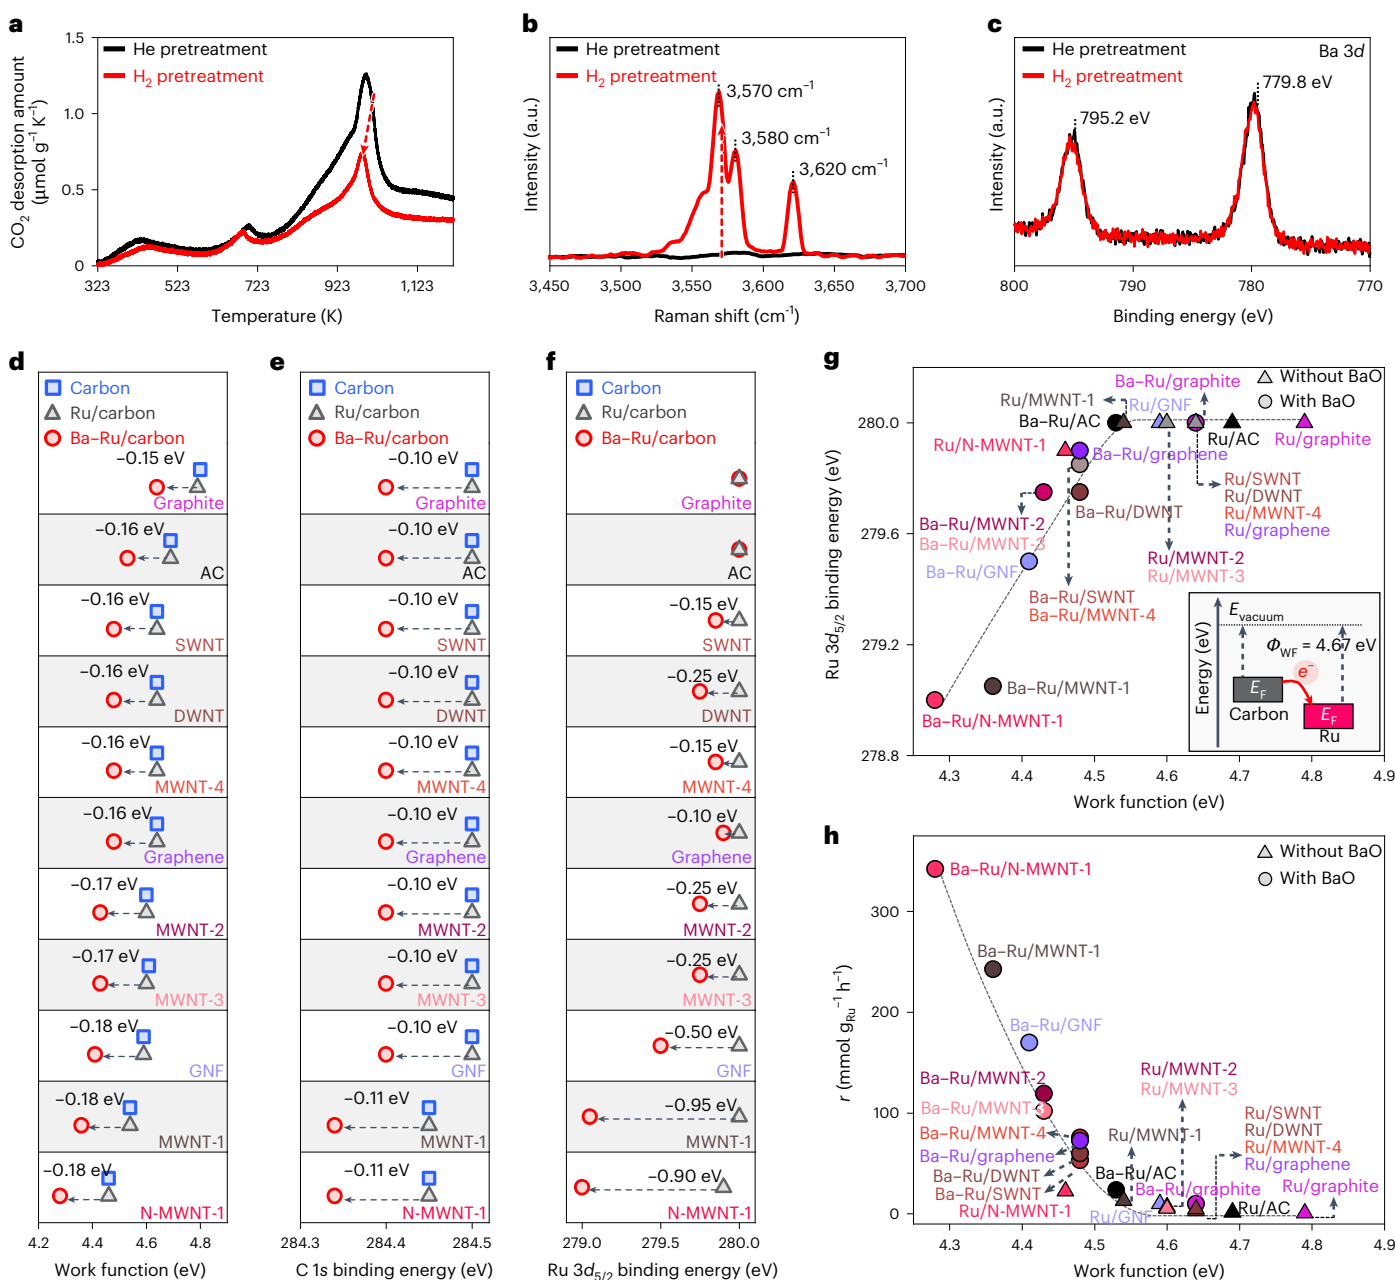 a
1.5
1.0
0.5
0
CO2 desorption amount
(μmol g−1 K−1)
He pretreatment
H2 pretreatment
323
523
723
923
1,123
Temperature (K)
b
Intensity (a.u.)
He pretreatment
H2 pretreatment
3,570 cm−1
3,580 cm−1
3,620 cm−1
3,450
3,500
3,550
3,600
3,650
3,700
Raman shift (cm−1)
c
Intensity (a.u.)
He pretreatment
H2 pretreatment
Ba 3d
795.2 eV
779.8 eV
800
790
780
770
Binding energy (eV)
d
Carbon
Ru/carbon
Ba–Ru/carbon
−0.15 eV
Graphite
−0.16 eV
AC
−0.16 eV
SWNT
−0.16 eV
DWNT
−0.16 eV
MWNT-4
−0.16 eV
Graphene
−0.17 eV
MWNT-2
−0.17 eV
MWNT-3
−0.18 eV
GNF
−0.18 eV
MWNT-1
−0.18 eV
N-MWNT-1
4.2
4.4
4.6
4.8
Work function (eV)
e
Carbon
Ru/carbon
Ba–Ru/carbon
−0.10 eV
Graphite
−0.10 eV
AC
−0.10 eV
SWNT
−0.10 eV
DWNT
−0.10 eV
MWNT-4
−0.10 eV
Graphene
−0.10 eV
MWNT-2
−0.10 eV
MWNT-3
−0.10 eV
GNF
−0.11 eV
MWNT-1
−0.11 eV
N-MWNT-1
284.3
284.4
284.5
C 1s binding energy (eV)
f
Carbon
Ru/carbon
Ba–Ru/carbon
Graphite
AC
−0.15 eV
SWNT
−0.25 eV
DWNT
−0.15 eV
MWNT-4
−0.10 eV
Graphene
−0.25 eV
MWNT-2
−0.25 eV
MWNT-3
−0.50 eV
GNF
−0.95 eV
MWNT-1
−0.90 eV
N-MWNT-1
279.0
279.5
280.0
Ru 3d5/2 binding energy (eV)
g
Ru 3d5/2 binding energy (eV)
280.0
279.6
279.2
278.8
Without BaO
With BaO
Ba–Ru/graphite
Ru/MWNT-1
Ru/GNF
Ba–Ru/AC
Ru/AC
Ru/graphite
Ru/N-MWNT-1
Ba–Ru/graphene
Ru/SWNT
Ru/DWNT
Ru/MWNT-4
Ru/graphene
Ba–Ru/DWNT
Ba–Ru/MWNT-2
Ba–Ru/MWNT-3
Ba–Ru/GNF
Ru/MWNT-2
Ru/MWNT-3
Ba–Ru/SWNT
Ba–Ru/MWNT-4
Ba–Ru/MWNT-1
Ba–Ru/N-MWNT-1
Energy (eV)
Evacuum
ΦWF = 4.67 eV
e−
EF
Carbon
EF
Ru
4.3
4.4
4.5
4.6
4.7
4.8
4.9
Work function (eV)
h
r (mmol gRu−1 h−1)
300
200
100
0
Without BaO
With BaO
Ba–Ru/N-MWNT-1
Ba–Ru/MWNT-1
Ba–Ru/GNF
Ba–Ru/MWNT-2
Ba–Ru/MWNT-3
Ba–Ru/MWNT-4
Ba–Ru/graphene
Ba–Ru/DWNT
Ba–Ru/SWNT
Ru/N-MWNT-1
Ru/MWNT-2
Ru/MWNT-3
Ru/MWNT-1
Ba–Ru/AC
Ba–Ru/graphite
Ru/GNF
Ru/SWNT
Ru/DWNT
Ru/MWNT-4
Ru/graphene
Ru/graphite
Ru/AC
4.3
4.4
4.5
4.6
4.7
4.8
4.9
Work function (eV)